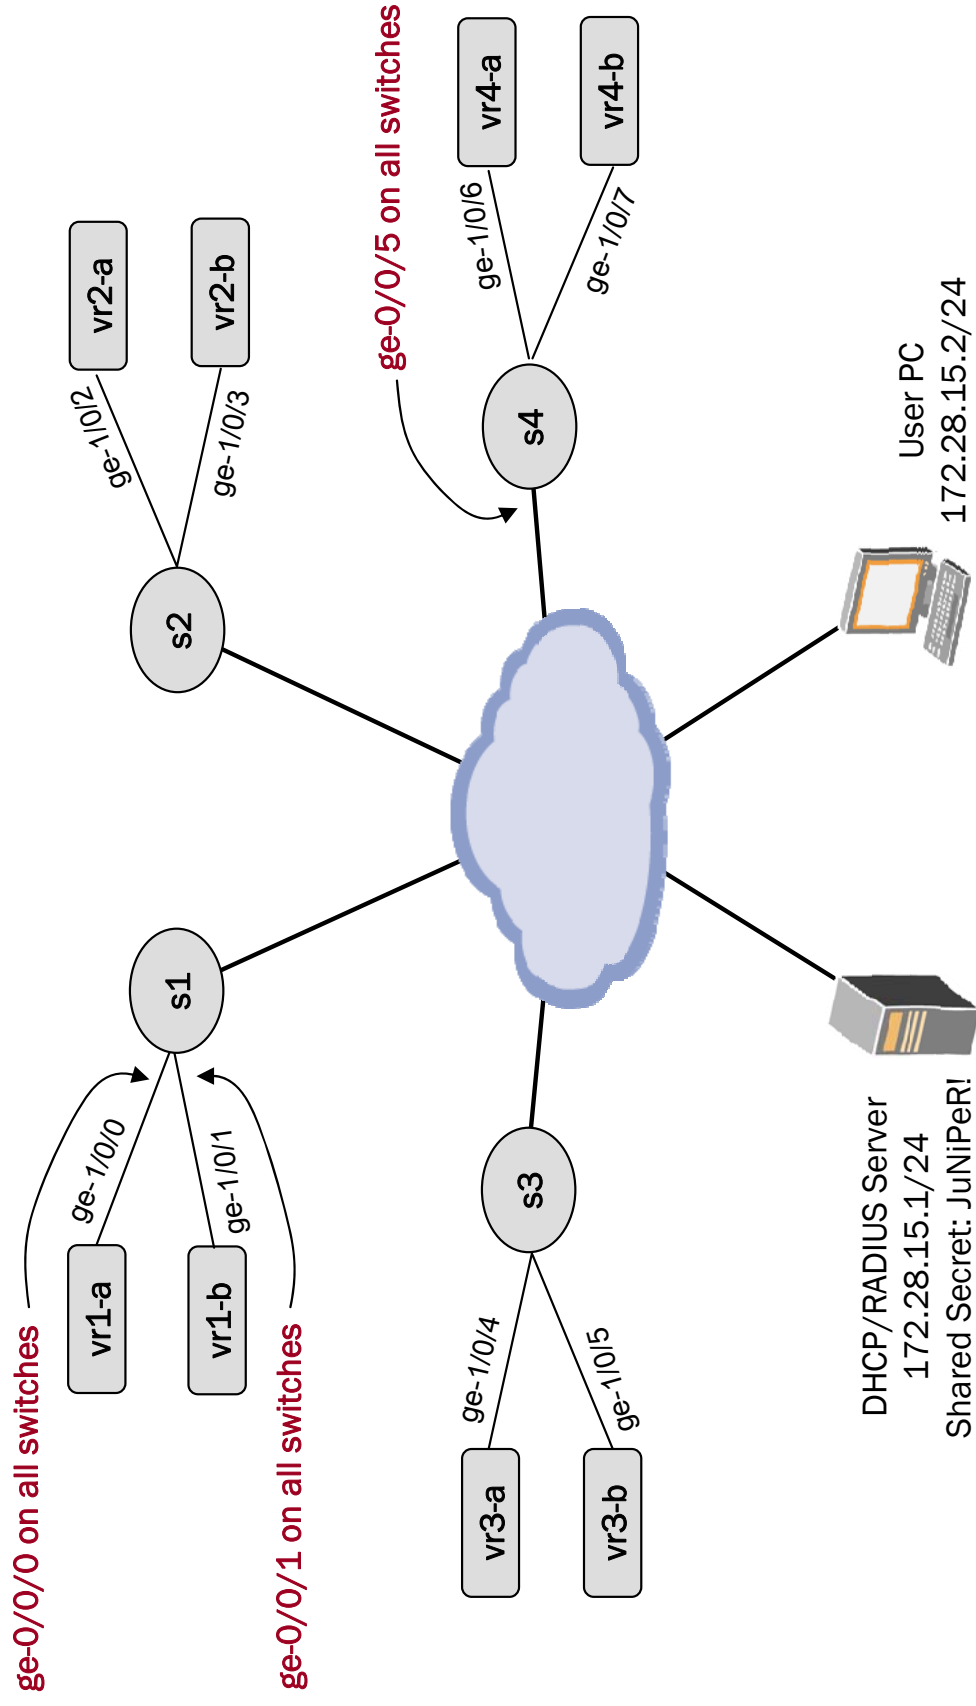 ge-0/0/0 on all switches
vr1-a
ge-1/0/0
vr1-b
ge-1/0/1
ge-0/0/1 on all switches
s1
s2
vr2-a
ge-1/0/2
vr2-b
ge-1/0/3
ge-0/0/5 on all switches
vr3-a
ge-1/0/4
vr3-b
ge-1/0/5
s3
s4
vr4-a
ge-1/0/6
vr4-b
ge-1/0/7
DHCP/RADIUS Server
172.28.15.1/24
Shared Secret: JuNiPeR!
User PC
172.28.15.2/24